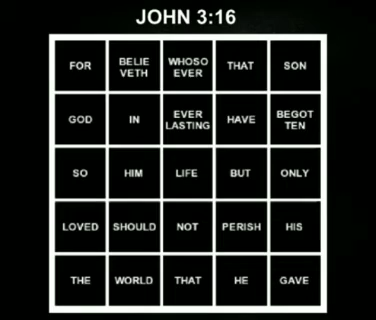 JOHN 3:16
FOR BELIE VETH WHOSO EVER THAT SON
GOD IN EVER LASTING HAVE BEGOT TEN
SO HIM LIFE BUT ONLY
LOVED SHOULD NOT PERISH HIS
THE WORLD THAT HE GAVE